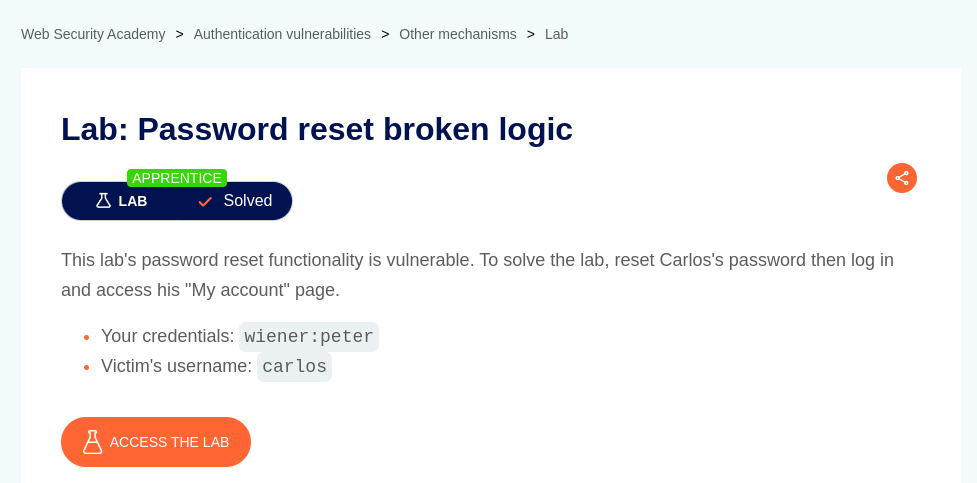 Web Security Academy > Authentication vulnerabilities > Other mechanisms > Lab
Lab: Password reset broken logic
APPRENTICE
LAB Solved
This lab's password reset functionality is vulnerable. To solve the lab, reset Carlos's password then log in
and access his "My account" page.
• Your credentials: wiener:peter
• Victim's username: carlos
ACCESS THE LAB